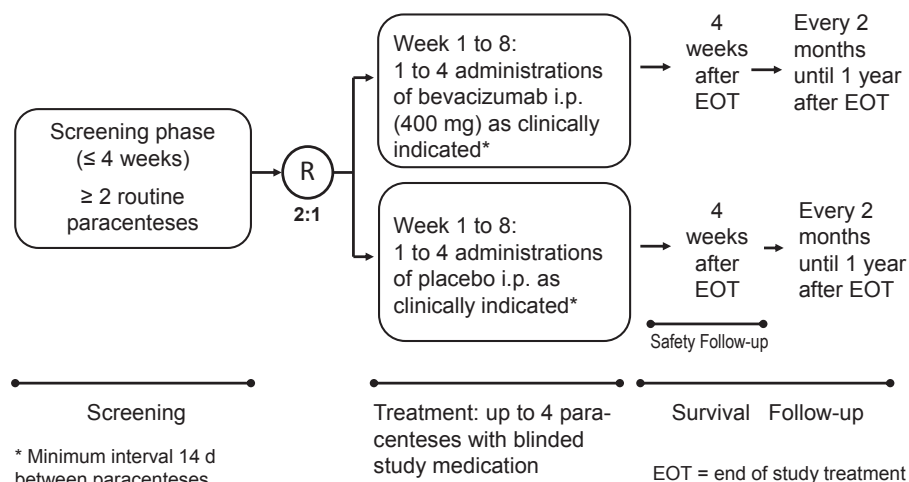 Screening phase
(≤ 4 weeks)
≥ 2 routine
paracenteses
R
2:1
Week 1 to 8:
1 to 4 administrations
of bevacizumab i.p.
(400 mg) as clinically
indicated*
4
weeks
after
EOT
Every 2
months
until 1 year
after EOT
Week 1 to 8:
1 to 4 administrations
of placebo i.p. as
clinically indicated*
4
weeks
after
EOT
Every 2
months
until 1 year
after EOT
Safety Follow-up
Screening
Treatment: up to 4 para-
centeses with blinded
study medication
Survival Follow-up
* Minimum interval 14 d
between paracenteses
EOT = end of study treatment